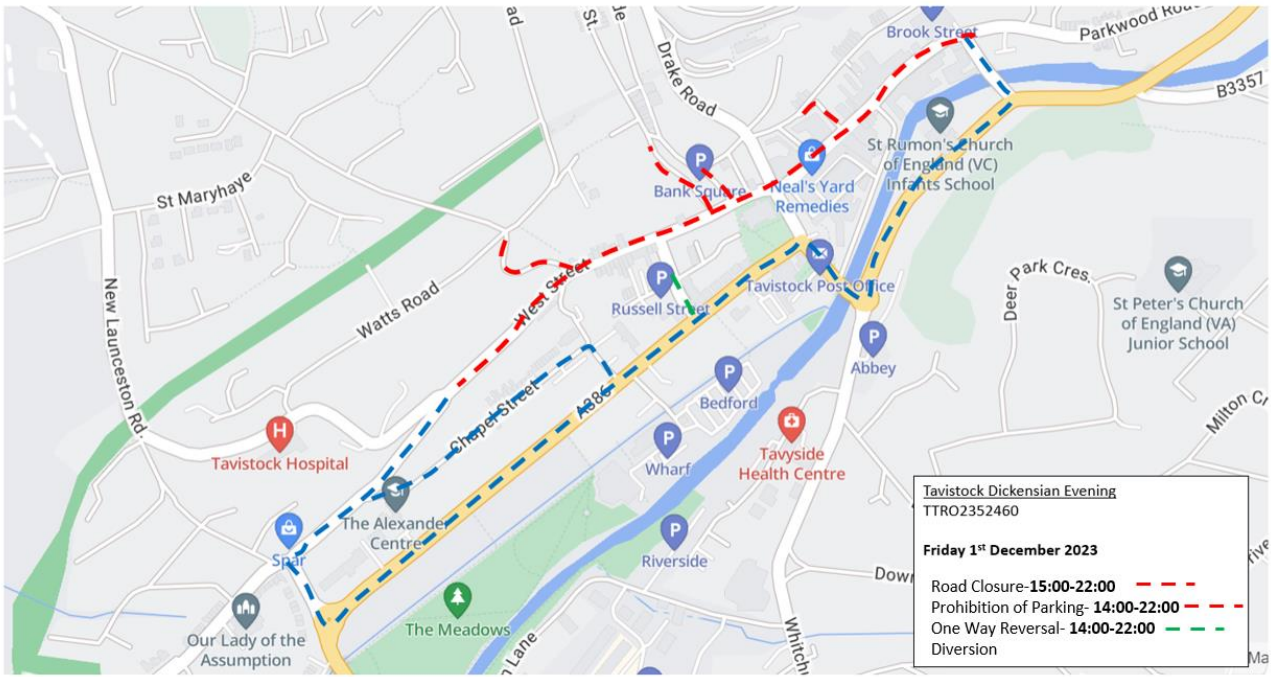 Brook Street
Parkwood Road
Drake Road
B3357
St Rumon's Church
of England (VC)
Infants School
St Maryhaye
Bank Square
Neal's Yard
Remedies
New Launceston Rd.
Watts Road
West Street
Russell Street
Tavistock Post Office
Deer Park Cres.
St Peter's Church
of England (VA)
Junior School
Abbey
Bedford
A386
Chapel Street
Milton Cr
Tavistock Hospital
Wharf
Tavyside
Health Centre
The Alexander
Centre
Spar
Riverside
Our Lady of the
Assumption
The Meadows
Down
Whitch
n Lane
Tavistock Dickensian Evening
TTRO2352460
Friday 1st December 2023
Road Closure-15:00-22:00
Prohibition of Parking- 14:00-22:00
One Way Reversal- 14:00-22:00
Diversion